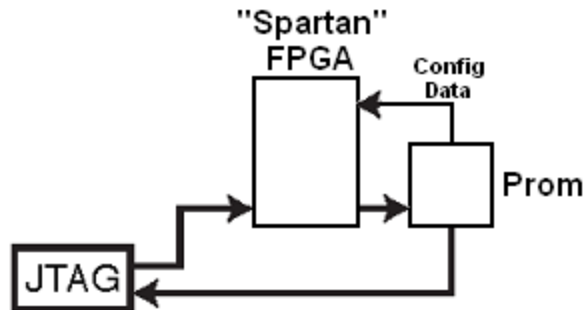 "Spartan"
FPGA
Config
Data
Prom
JTAG